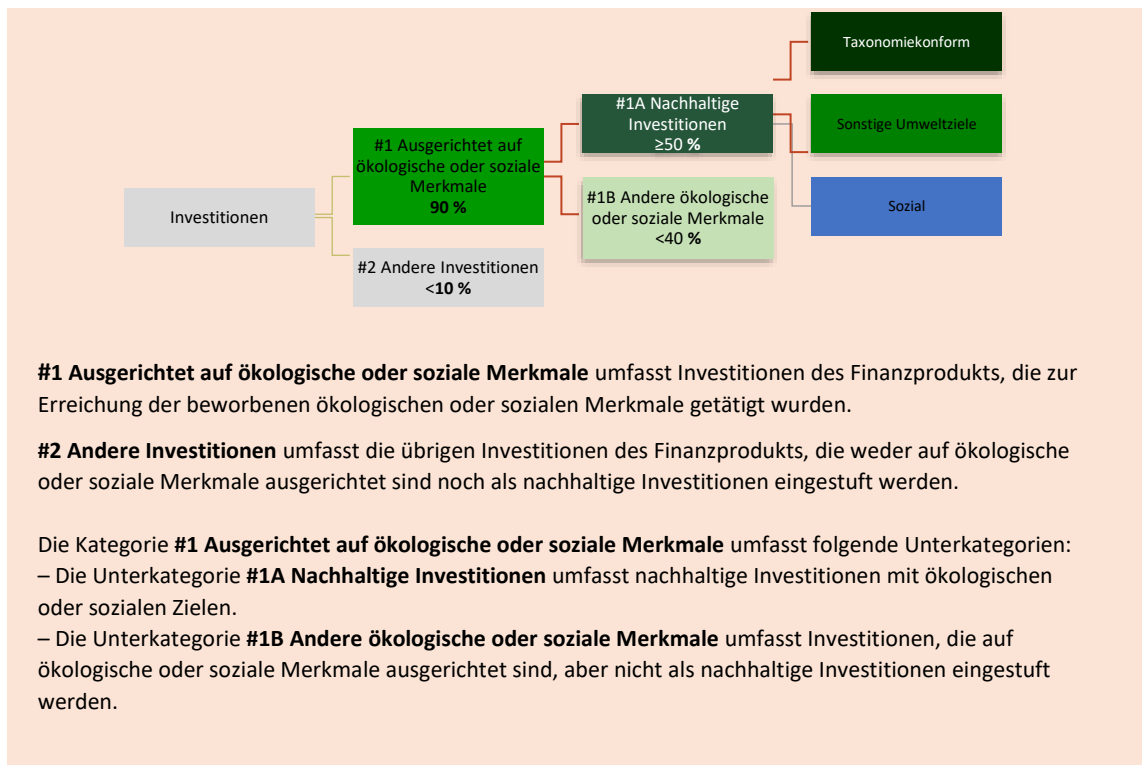 Taxonomiekonform
#1A Nachhaltige
Investitionen
≥50 %
Sonstige Umweltziele
#1 Ausgerichtet auf
ökologische oder soziale
Merkmale
90 %
#1B Andere ökologische
oder soziale Merkmale
<40 %
Sozial
Investitionen
#2 Andere Investitionen
<10 %
#1 Ausgerichtet auf ökologische oder soziale Merkmale umfasst Investitionen des Finanzprodukts, die zur
Erreichung der beworbenen ökologischen oder sozialen Merkmale getätigt wurden.
#2 Andere Investitionen umfasst die übrigen Investitionen des Finanzprodukts, die weder auf ökologische
oder soziale Merkmale ausgerichtet sind noch als nachhaltige Investitionen eingestuft werden.
Die Kategorie #1 Ausgerichtet auf ökologische oder soziale Merkmale umfasst folgende Unterkategorien:
– Die Unterkategorie #1A Nachhaltige Investitionen umfasst nachhaltige Investitionen mit ökologischen
oder sozialen Zielen.
– Die Unterkategorie #1B Andere ökologische oder soziale Merkmale umfasst Investitionen, die auf
ökologische oder soziale Merkmale ausgerichtet sind, aber nicht als nachhaltige Investitionen eingestuft
werden.